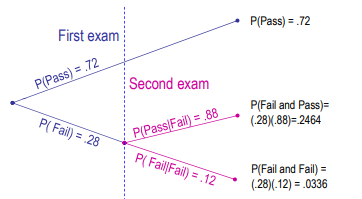 First exam
P(Pass) = .72
P(Pass) = .72
Second exam
P( Fail) = .28
P(Pass|Fail) = .88
P(Fail and Pass)=
(.28)(.88)=.2464
P( Fail|Fail) = .12
P(Fail and Fail) =
(.28)(.12) = .0336